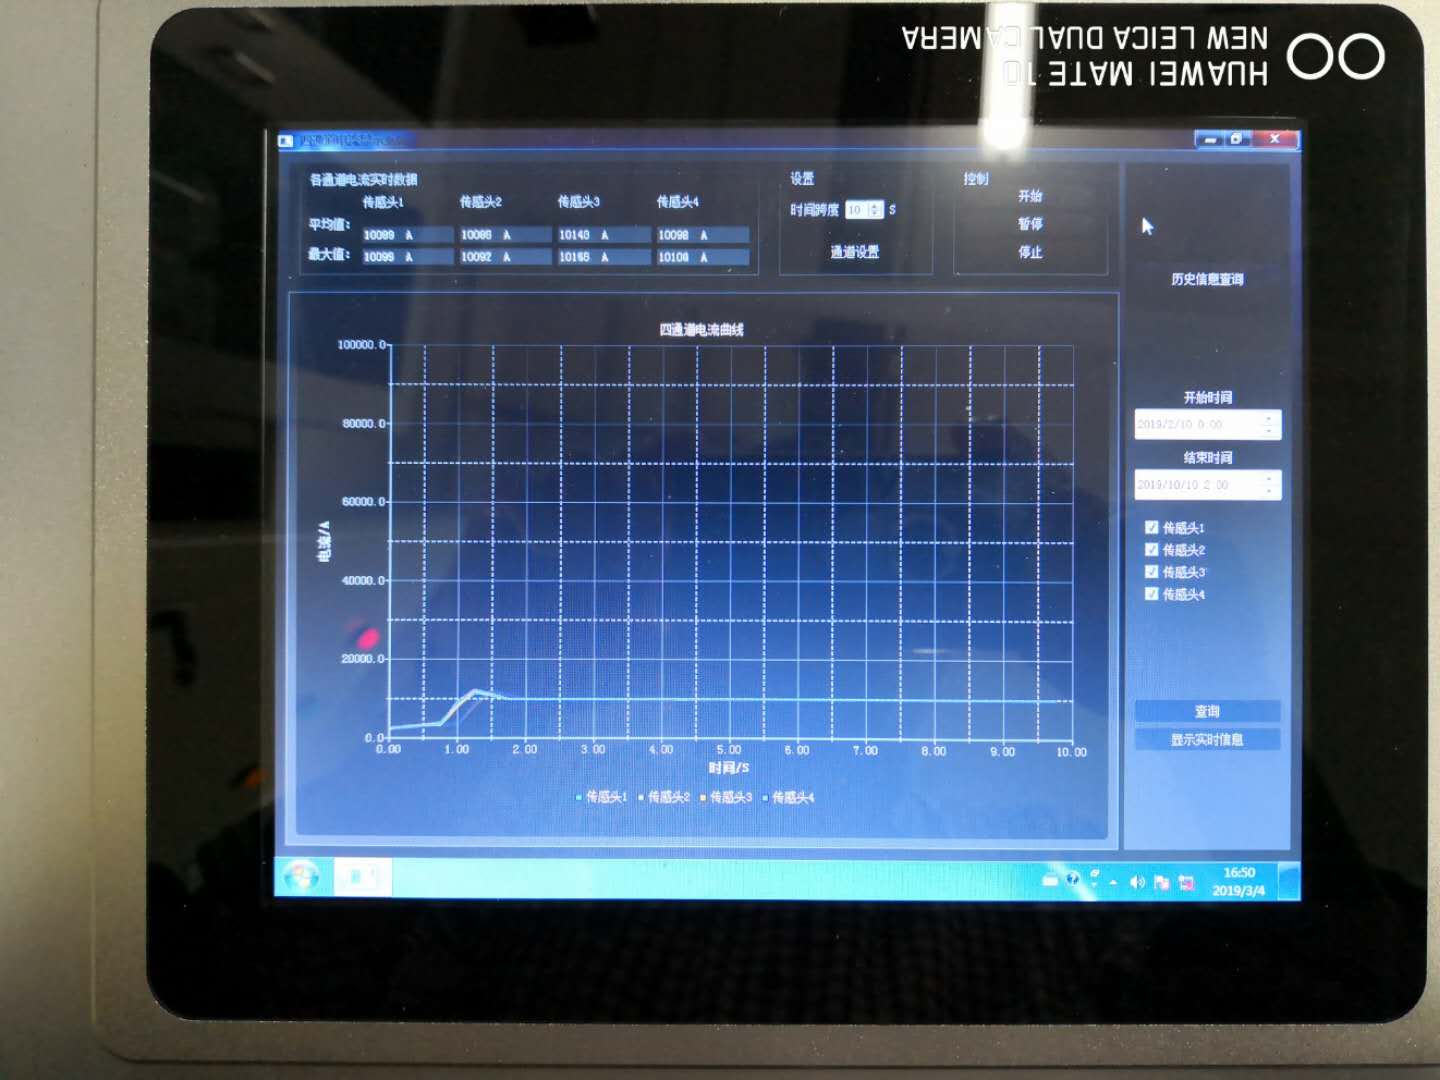 HUAWEI MATE 10
NEW LEICA DUAL CAMERA
各通道电流实时数据
传感头1 传感头2 传感头3 传感头4
平均值: A A A A
最大值: A A A A
设置
时间跨度 10 S
通道设置
控制
开始
暂停
停止
历史信息查询
开始时间
2019/2/10 0:00
结束时间
2019/10/10 2:00
传感头1
传感头2
传感头3
传感头4
查询
显示实时信息
四通道电流曲线
电流/A
100000.0
80000.0
60000.0
40000.0
20000.0
0.0
0.00 1.00 2.00 3.00 4.00 5.00 6.00 7.00 8.00 9.00 10.00
时间/S
传感头1 传感头2 传感头3 传感头4
16:50
2019/3/4